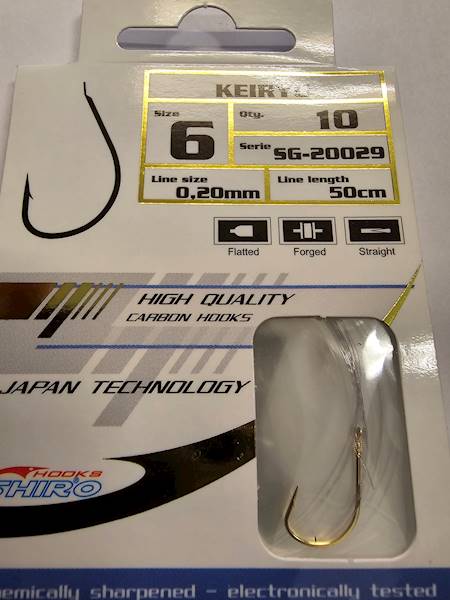 KEIRYU
Size
6
Qty.
10
Serie
SG-20029
Line size
0,20mm
Line length
50cm
Flatted
Forged
Straight
HIGH QUALITY
CARBON HOOKS
JAPAN TECHNOLOGY
HOOKS
SHIRO
emically sharpened - electronically tested